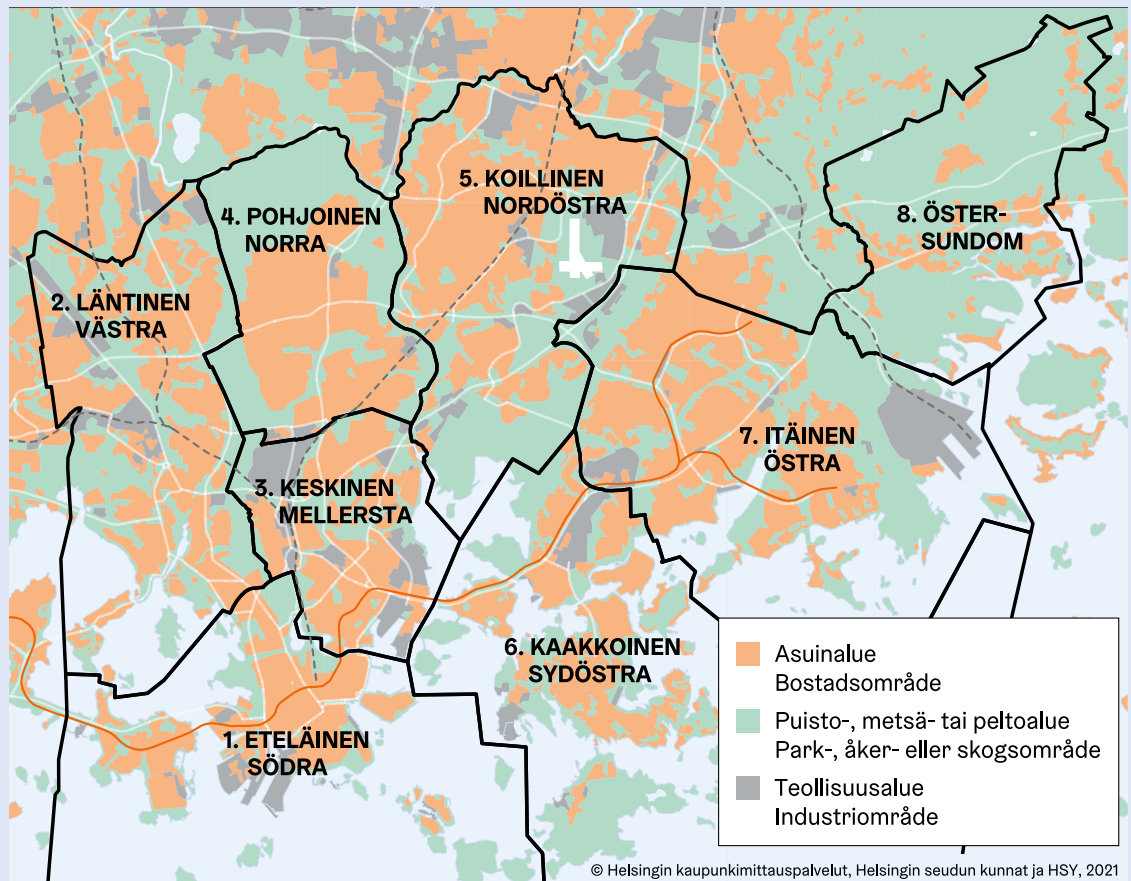 5. KOILLINEN
NORDÖSTRA
4. POHJOINEN
NORRA
8. ÖSTER-
SUNDOM
2. LÄNTINEN
VÄSTRA
7. ITÄINEN
ÖSTRA
3. KESKINEN
MELLERSTA
6. KAAKKOINEN
SYDÖSTRA
1. ETELÄINEN
SÖDRA
Asuinalue
Bostadsområde
Puisto-, metsä- tai peltoalue
Park-, åker- eller skogsområde
Teollisuusalue
Industriområde
© Helsingin kaupunkimittauspalvelut, Helsingin seudun kunnat ja HSY, 2021